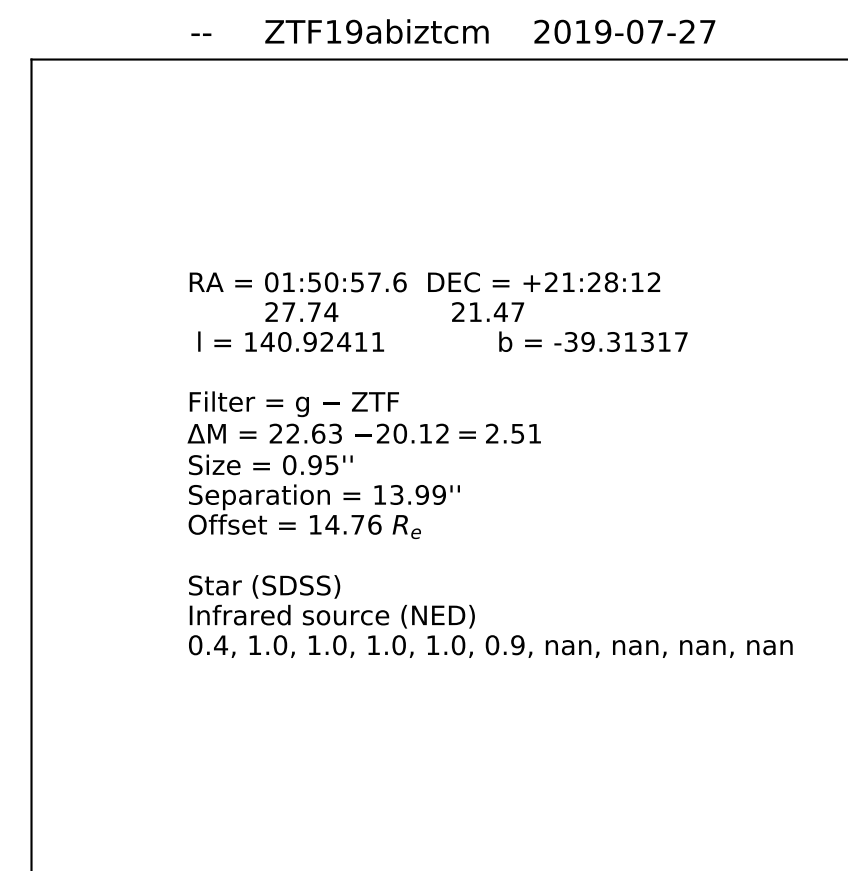 --   ZTF19abiztcm   2019-07-27
RA = 01:50:57.6  DEC = +21:28:12
27.74   21.47
l = 140.92411   b = -39.31317
Filter = g − ZTF
ΔM = 22.63 −20.12 = 2.51
Size = 0.95''
Separation = 13.99''
Offset = 14.76 Re
Star (SDSS)
Infrared source (NED)
0.4, 1.0, 1.0, 1.0, 1.0, 0.9, nan, nan, nan, nan